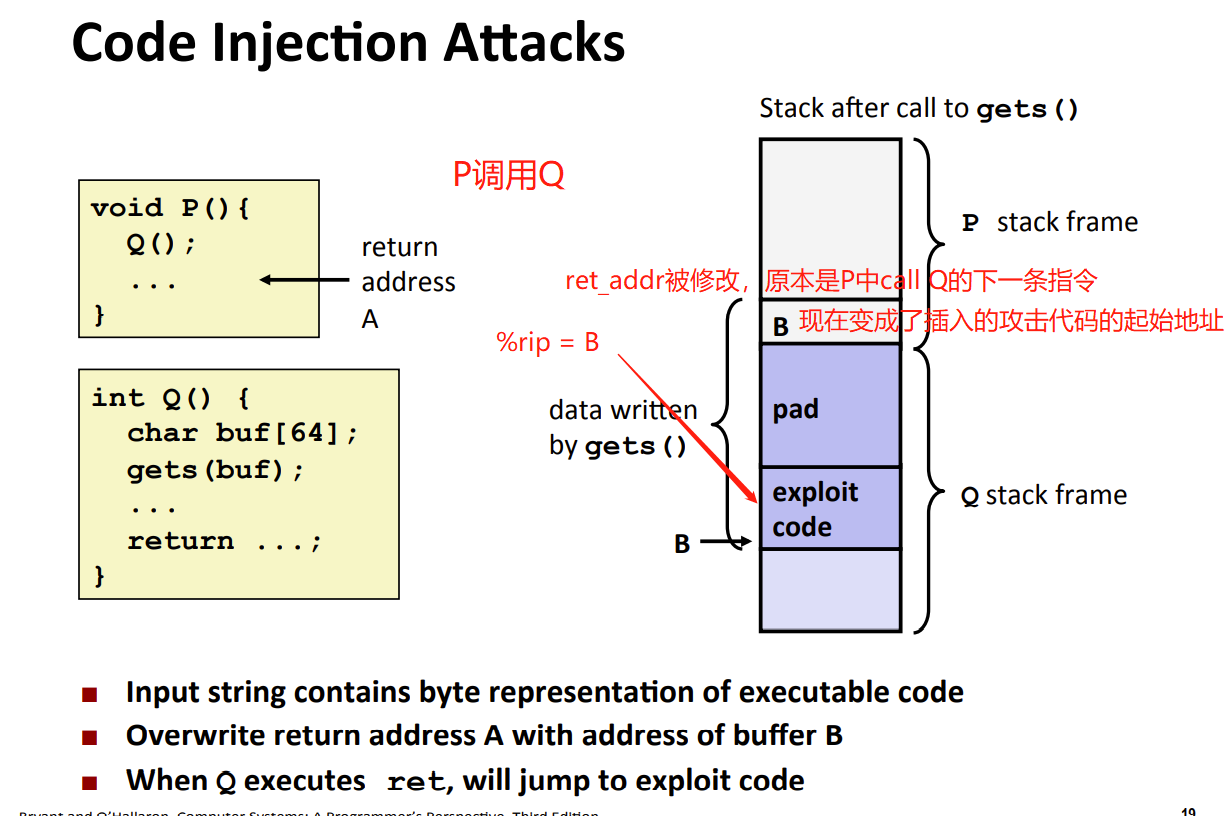 Code Injection Attacks
Stack after call to gets()
P调用Q
void P(){
Q();
...
}
return
address
A
P stack frame
ret_addr被修改，原本是P中call Q的下一条指令
B 现在变成了插入的攻击代码的起始地址
%rip = B
int Q() {
char buf[64];
gets(buf);
...
return ...;
}
data written
by gets()
pad
exploit
code
B
Q stack frame
■ Input string contains byte representation of executable code
■ Overwrite return address A with address of buffer B
■ When Q executes ret, will jump to exploit code
Bryant and O'Hallaron, Computer Systems: A Programmer's Perspective, Third Edition
19